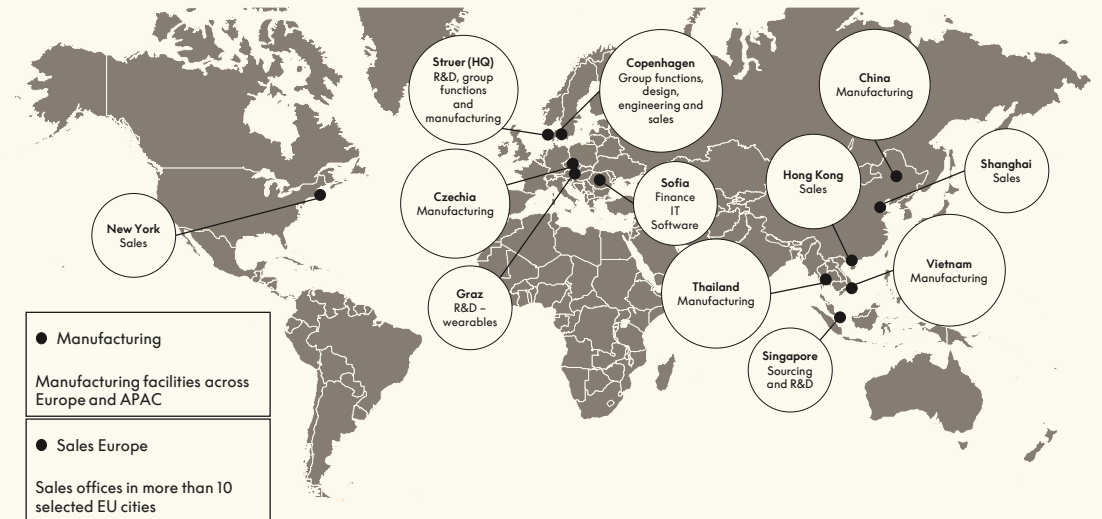 Struer (HQ)
R&D, group
functions
and
manufacturing
Copenhagen
Group functions,
design,
engineering and
sales
China
Manufacturing
Shanghai
Sales
Hong Kong
Sales
Czechia
Manufacturing
Sofia
Finance
IT
Software
New York
Sales
Vietnam
Manufacturing
Thailand
Manufacturing
Graz
R&D –
wearables
Singapore
Sourcing
and R&D
Manufacturing
Manufacturing facilities across
Europe and APAC
Sales Europe
Sales offices in more than 10
selected EU cities